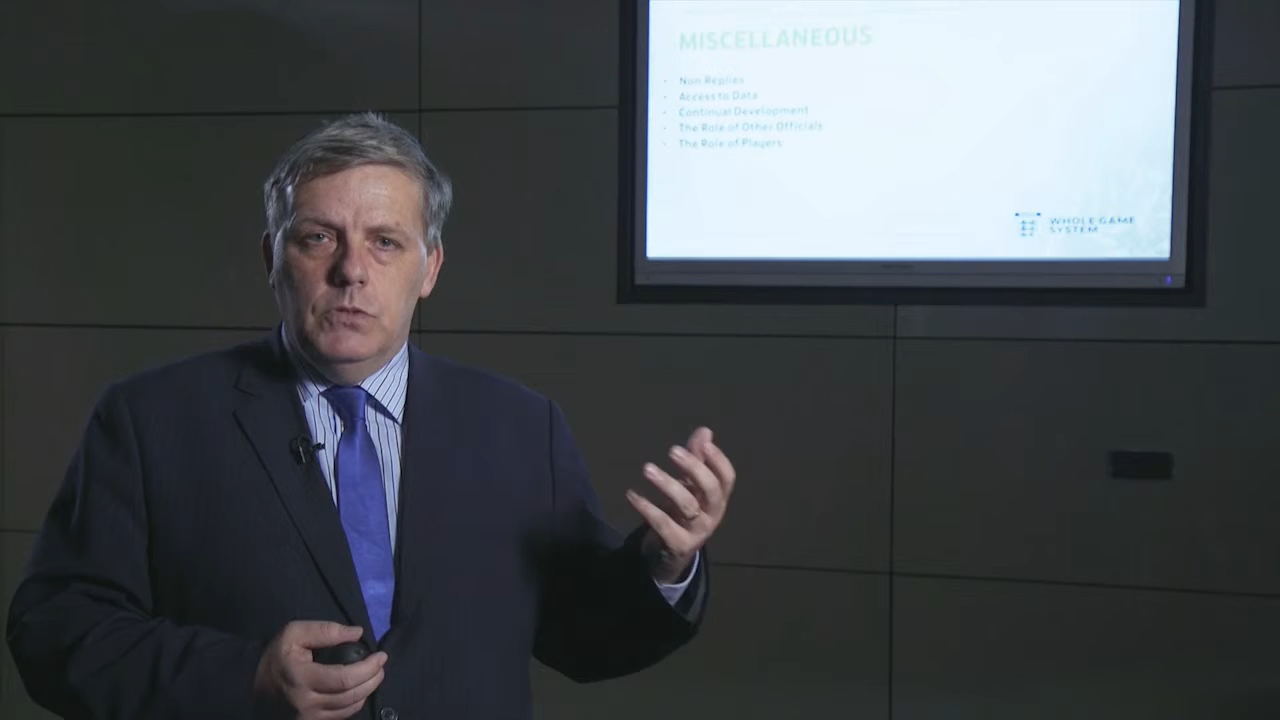 MISCELLANEOUS
Non Replies
Access to Data
Continual Development
The Role of Other Officials
The Role of Players
WHOLE GAME
SYSTEM